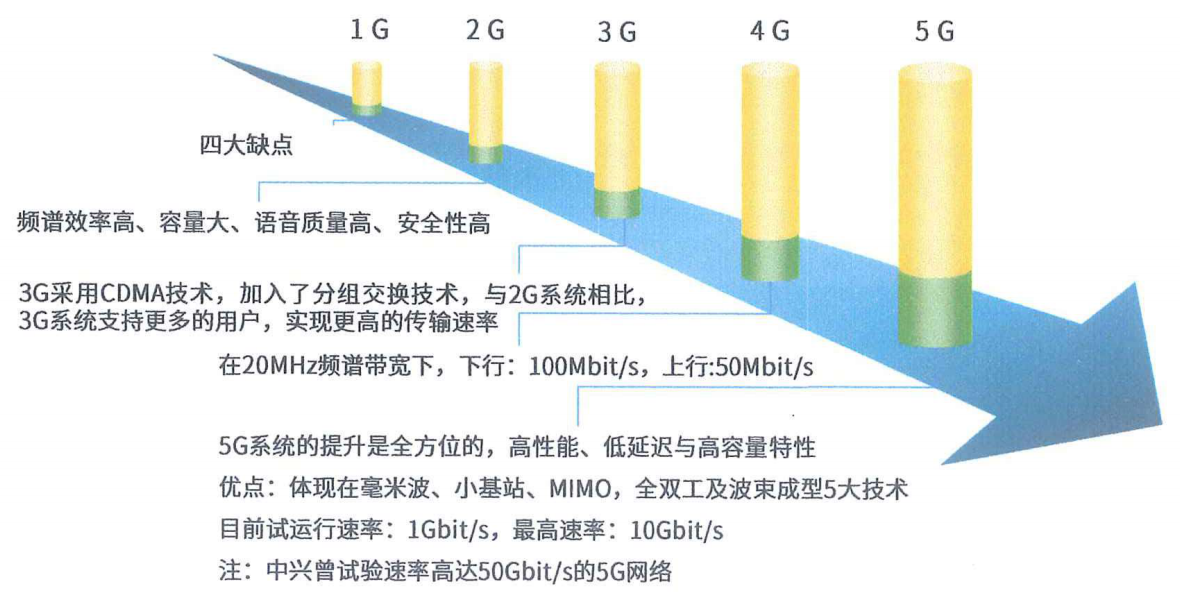 1G 2G 3G 4G 5G
四大缺点
频谱效率高、容量大、语音质量高、安全性高
3G采用CDMA技术，加入了分组交换技术，与2G系统相比，
3G系统支持更多的用户，实现更高的传输速率
在20MHz频谱带宽下，下行：100Mbit/s，上行:50Mbit/s
5G系统的提升是全方位的，高性能、低延迟与高容量特性
优点：体现在毫米波、小基站、MIMO，全双工及波束成型5大技术
目前试运行速率：1Gbit/s，最高速率：10Gbit/s
注：中兴曾试验速率高达50Gbit/s的5G网络